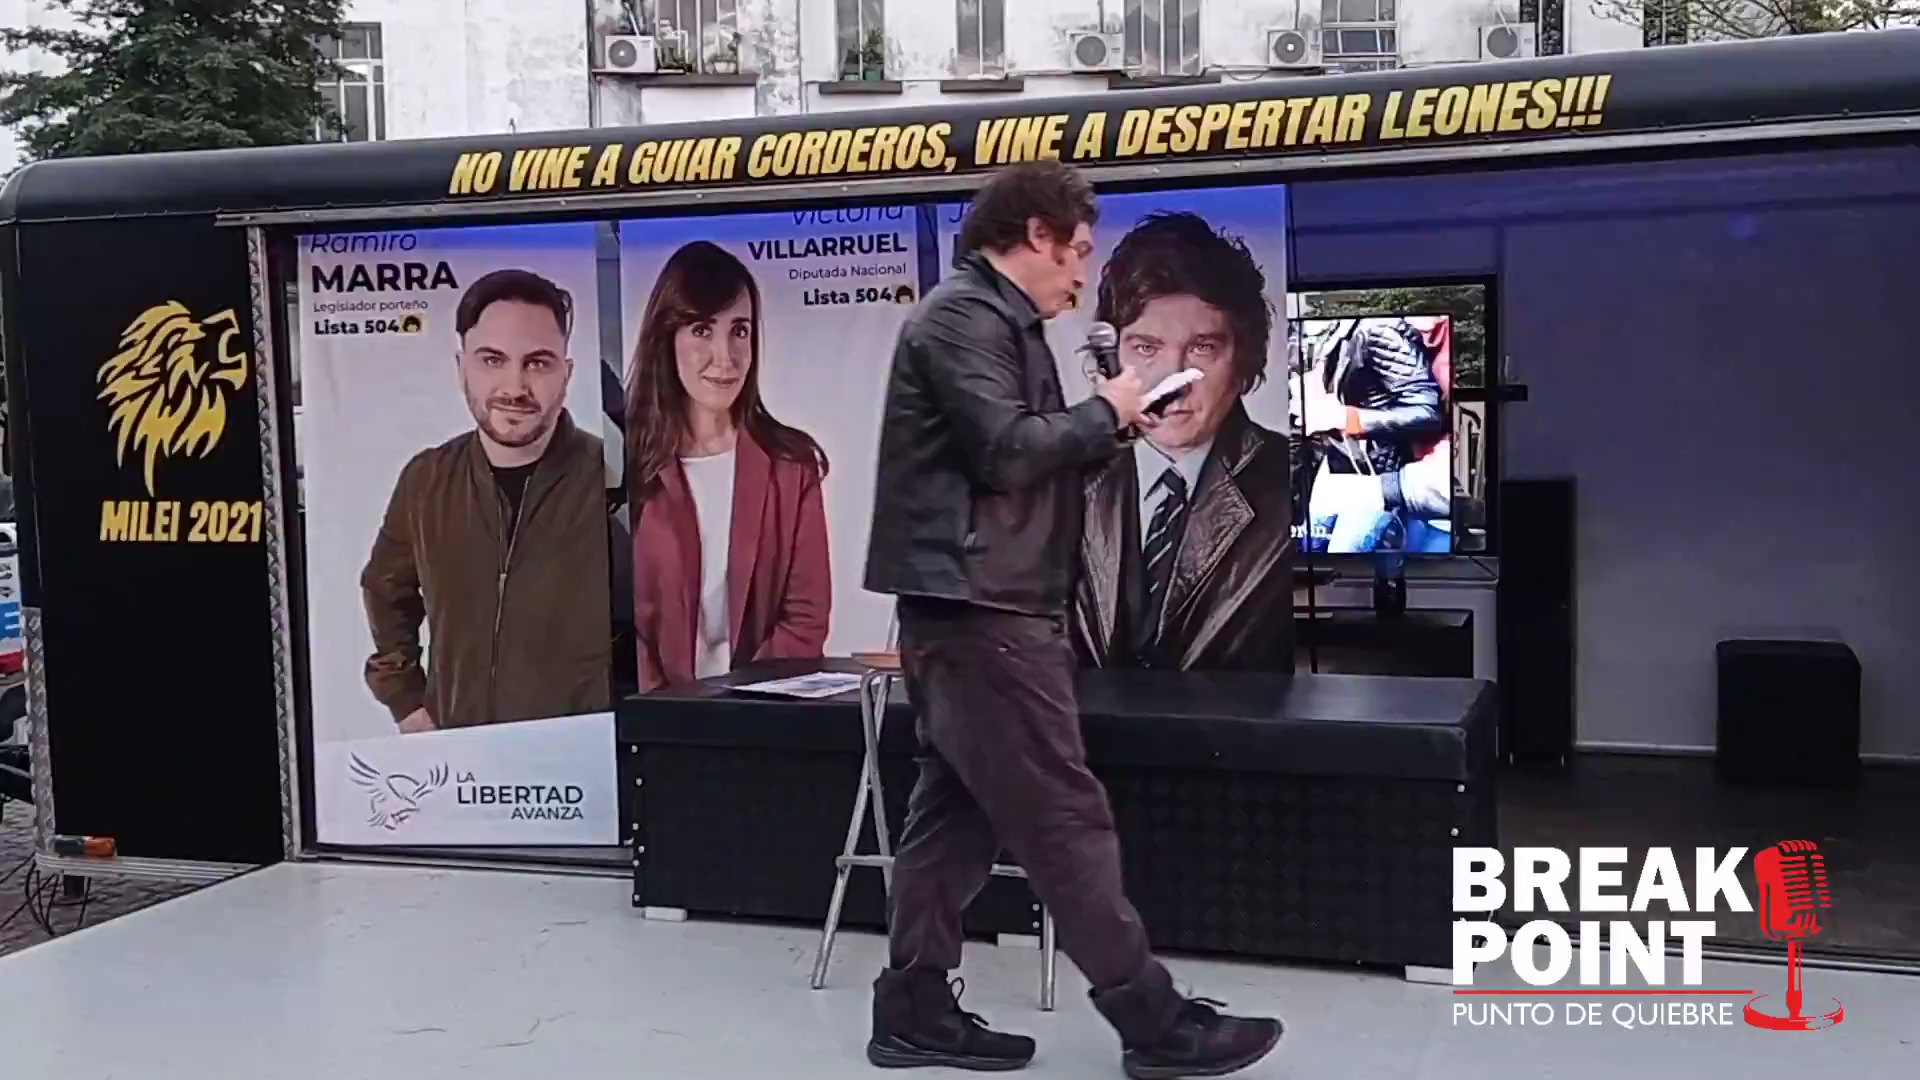 NO VINE A GUIAR CORDEROS, VINE A DESPERTAR LEONES!!!
MILEI 2021
Ramiro
MARRA
Legislador porteño
Lista 504
LA
LIBERTAD
AVANZA
Victoria
VILLARRUEL
Diputada Nacional
Lista 504
BREAK
POINT
PUNTO DE QUIEBRE